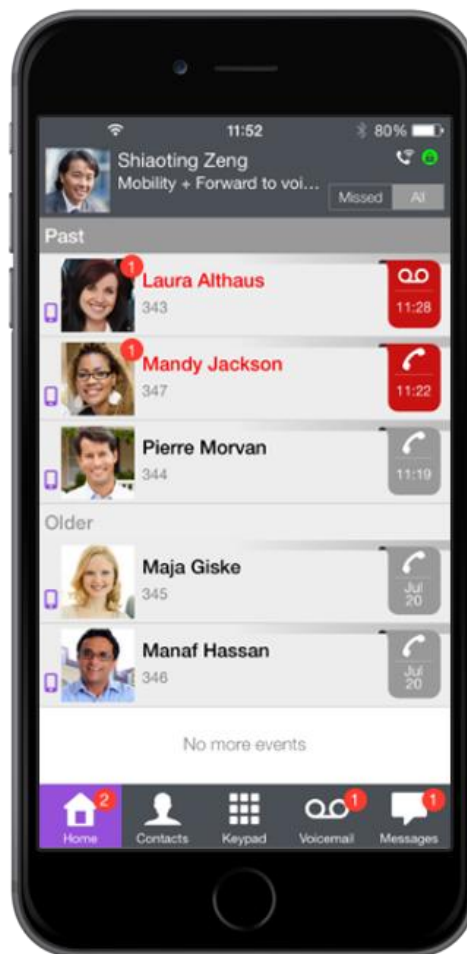 11:52
80%
Shiaoting Zeng
Mobility + Forward to voi...
Missed
All
Past
1
Laura Althaus
343
11:28
1
Mandy Jackson
347
11:22
Pierre Morvan
344
11:19
Older
Maja Giske
345
Jul
20
Manaf Hassan
346
Jul
20
No more events
2
1
1
Home
Contacts
Keypad
Voicemail
Messages